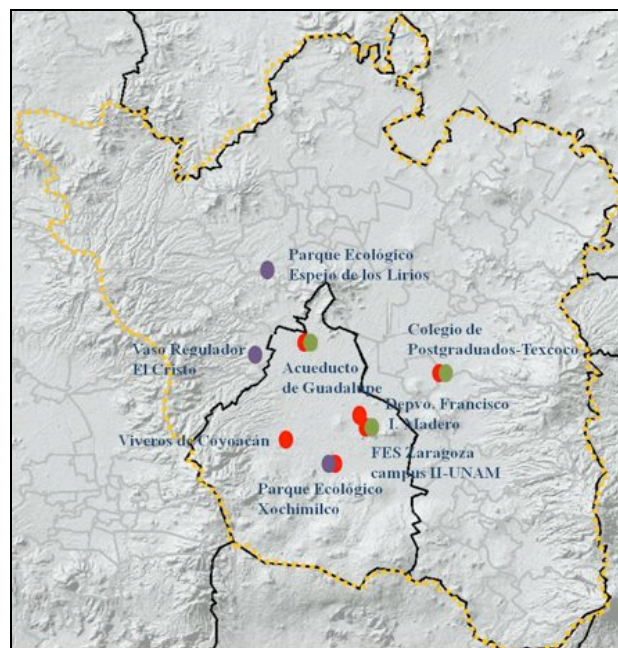 Parque Ecológico
Espejo de los Lirios
Vaso Regulador
El Cristo
Colegio de
Postgraduados-Texcoco
Acueducto
de Guadalupe
Depvo. Francisco
I. Madero
Viveros de Coyoacán
FES Zaragoza
campus II-UNAM
Parque Ecológico
Xochimilco